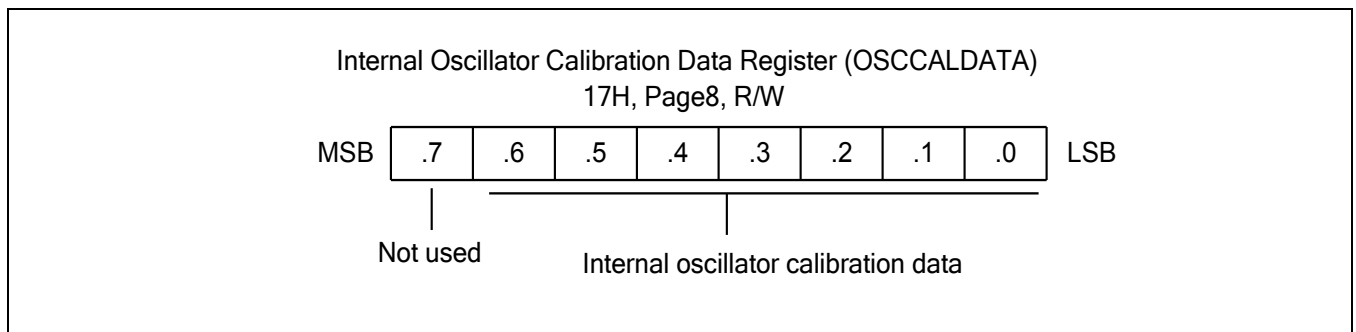 Internal Oscillator Calibration Data Register (OSCCALDATA)
17H, Page8, R/W
MSB .7 .6 .5 .4 .3 .2 .1 .0 LSB
Not used
Internal oscillator calibration data